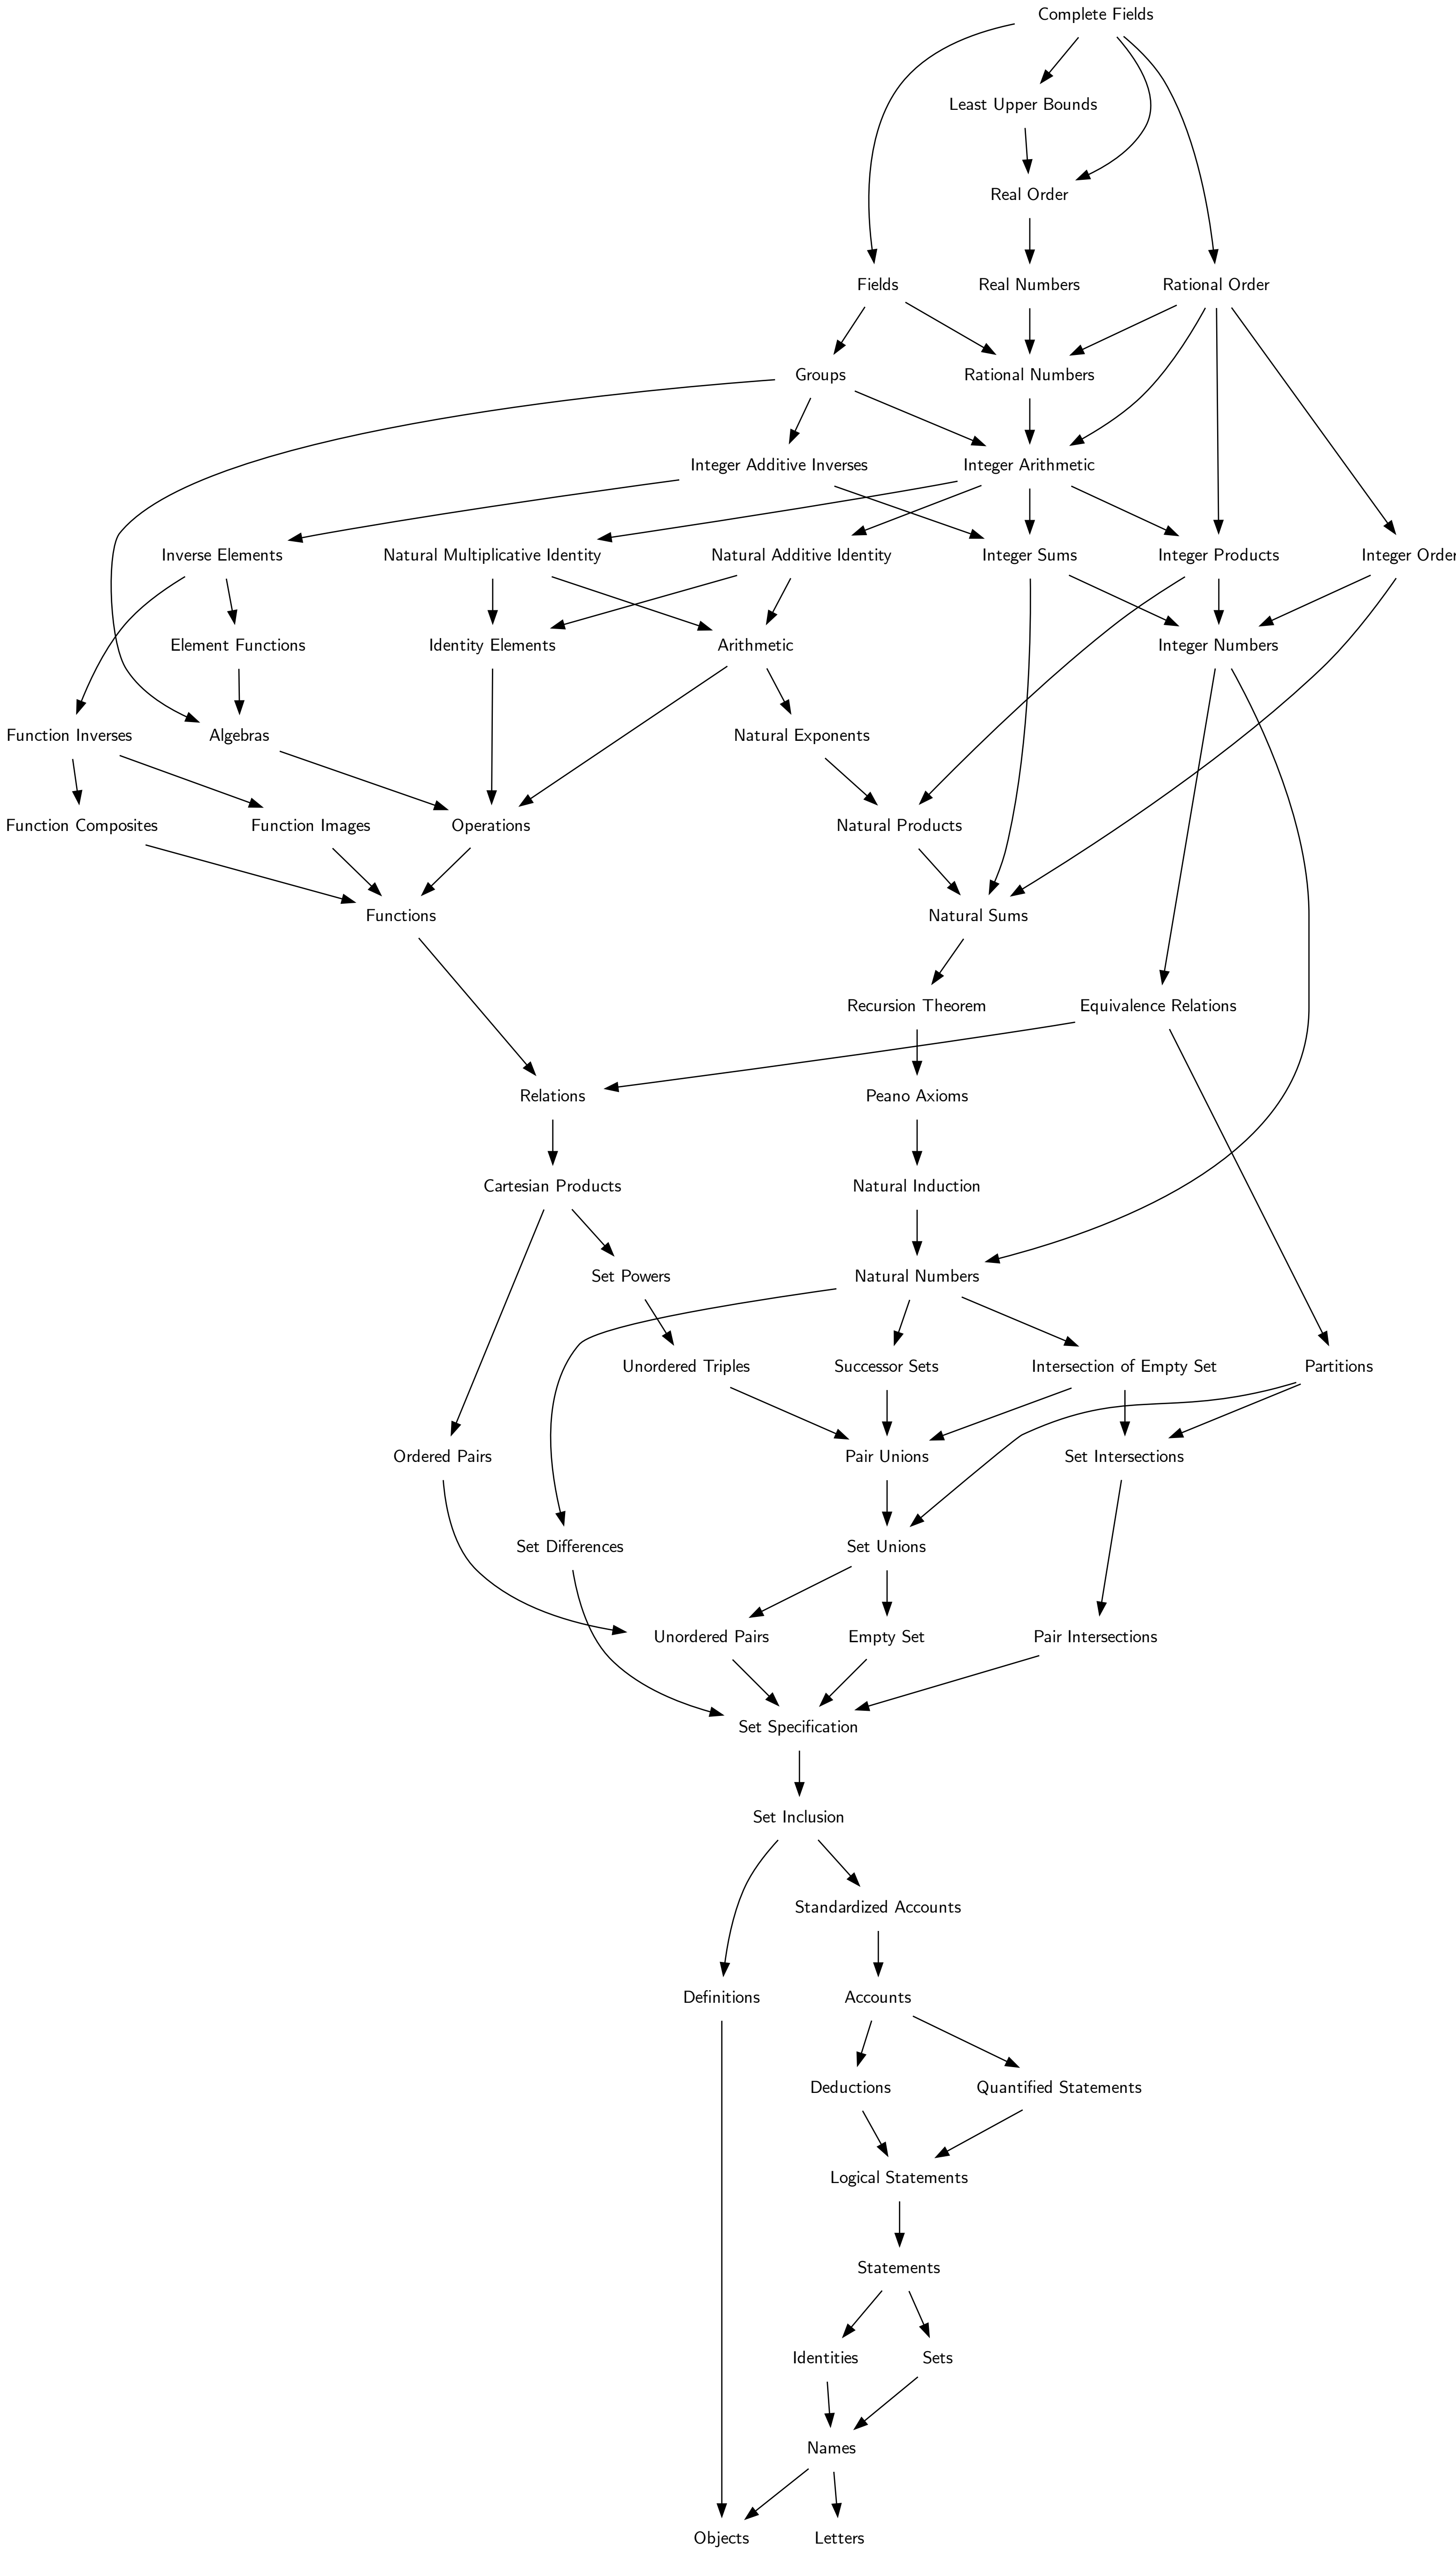 Complete Fields
Least Upper Bounds
Real Order
Fields
Real Numbers
Rational Order
Groups
Rational Numbers
Integer Additive Inverses
Integer Arithmetic
Inverse Elements
Natural Multiplicative Identity
Natural Additive Identity
Integer Sums
Integer Products
Integer Order
Element Functions
Identity Elements
Arithmetic
Integer Numbers
Function Inverses
Algebras
Natural Exponents
Function Composites
Function Images
Operations
Natural Products
Functions
Natural Sums
Recursion Theorem
Equivalence Relations
Relations
Peano Axioms
Cartesian Products
Natural Induction
Set Powers
Natural Numbers
Unordered Triples
Successor Sets
Intersection of Empty Set
Partitions
Ordered Pairs
Pair Unions
Set Intersections
Set Differences
Set Unions
Unordered Pairs
Empty Set
Pair Intersections
Set Specification
Set Inclusion
Standardized Accounts
Definitions
Accounts
Deductions
Quantified Statements
Logical Statements
Statements
Identities
Sets
Names
Objects
Letters